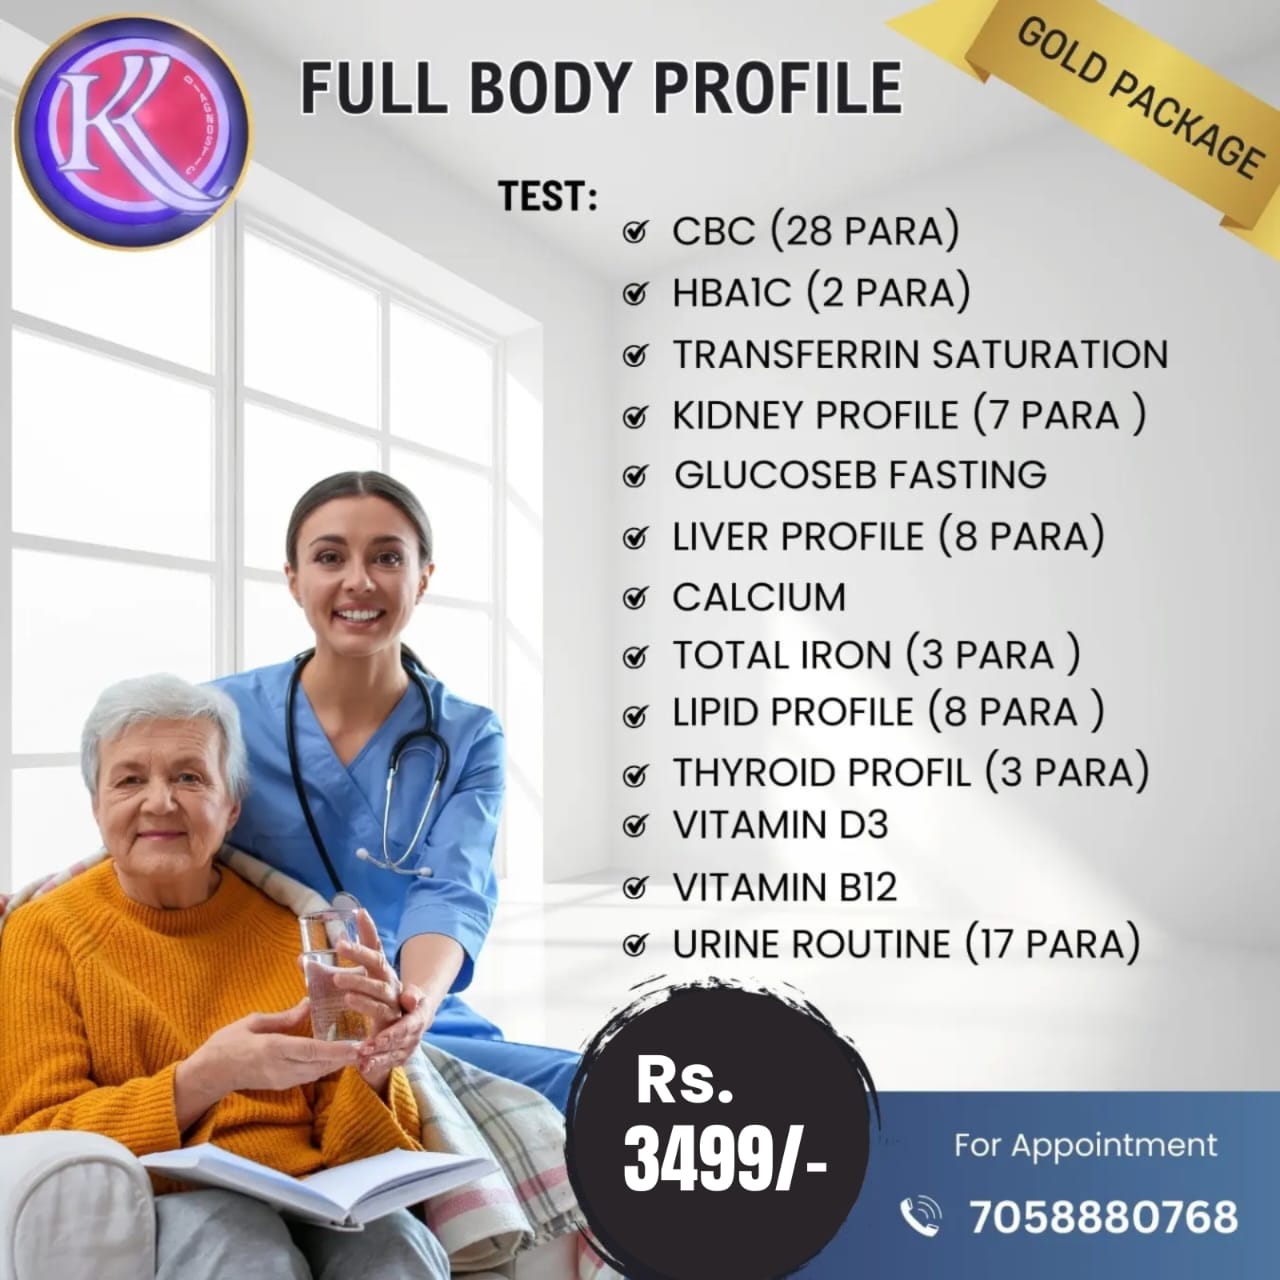 K
DIAGNOSTIC
FULL BODY PROFILE
GOLD PACKAGE
TEST:
CBC (28 PARA)
HBA1C (2 PARA)
TRANSFERRIN SATURATION
KIDNEY PROFILE (7 PARA )
GLUCOSEB FASTING
LIVER PROFILE (8 PARA)
CALCIUM
TOTAL IRON (3 PARA )
LIPID PROFILE (8 PARA )
THYROID PROFIL (3 PARA)
VITAMIN D3
VITAMIN B12
URINE ROUTINE (17 PARA)
Rs.
3499/-
For Appointment
7058880768